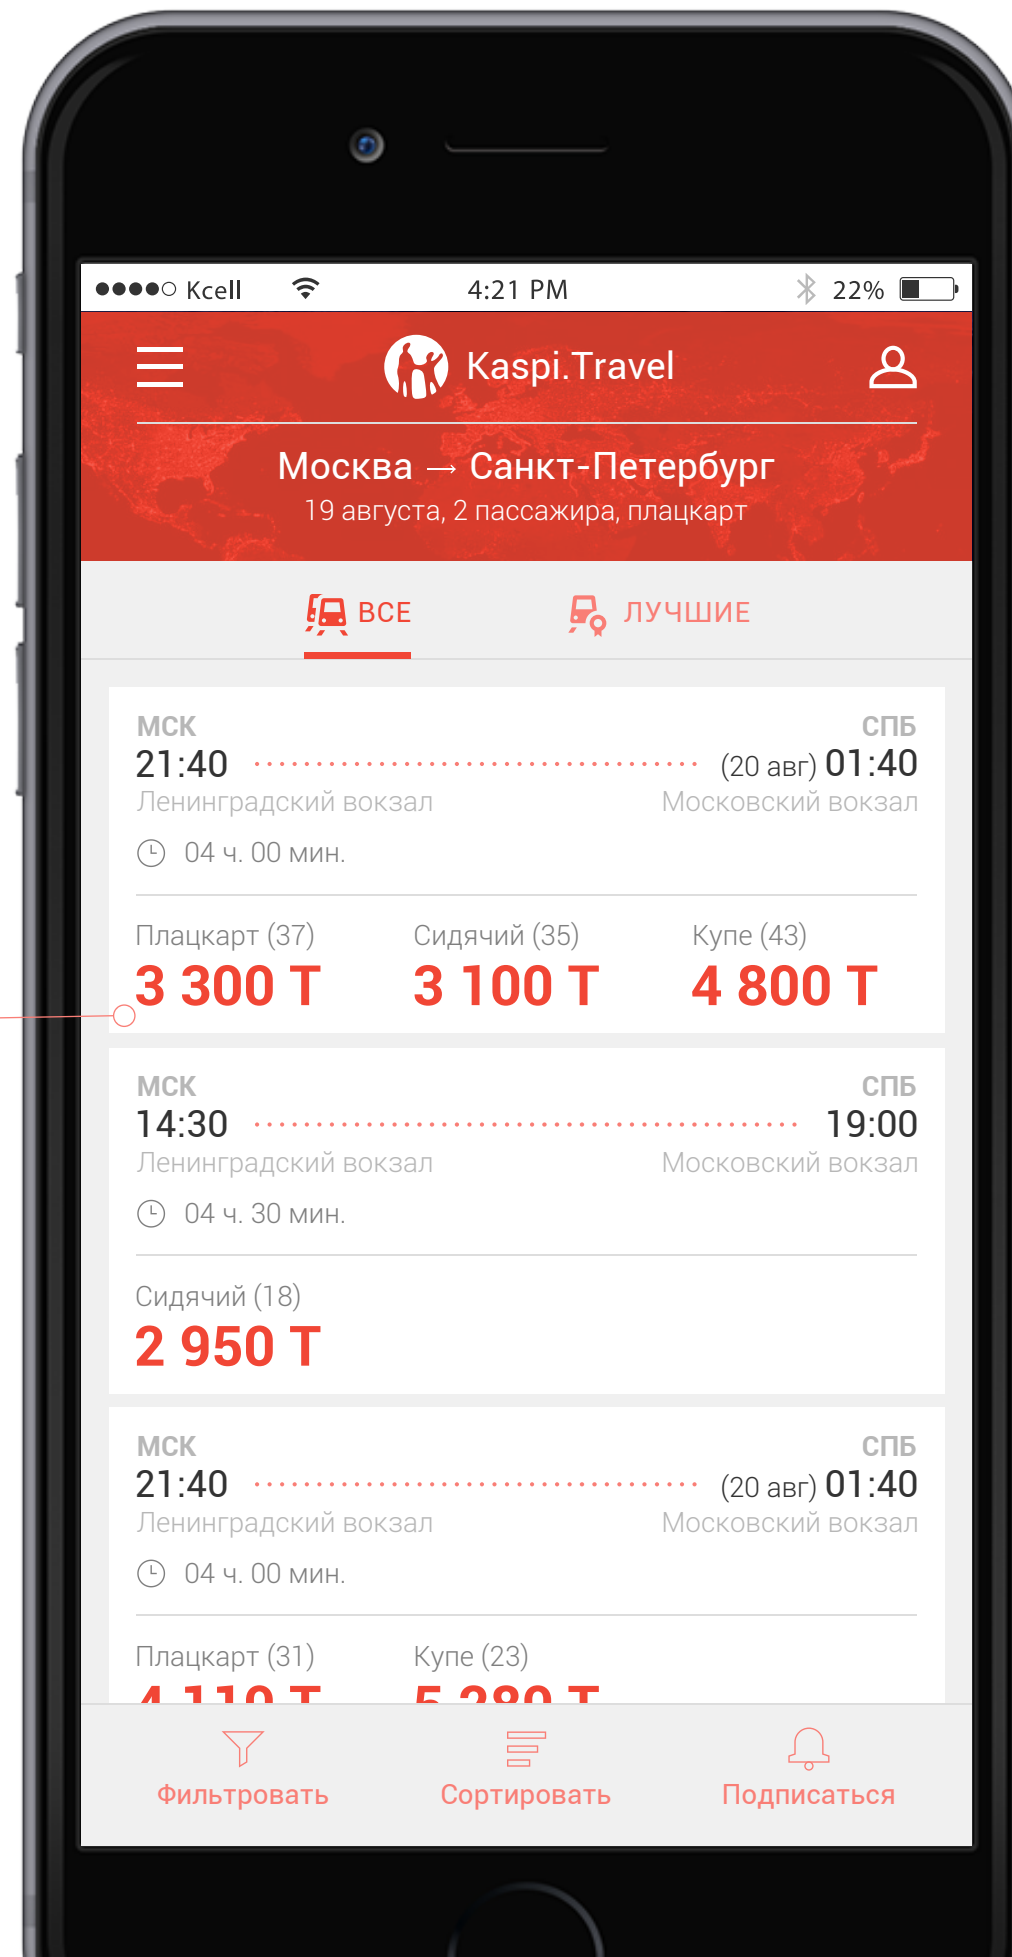 Kcell 4:21 PM 22%
Kaspi.Travel
Москва → Санкт-Петербург
19 августа, 2 пассажира, плацкарт
ВСЕ ЛУЧШИЕ
МСК СПБ
21:40 (20 авг) 01:40
Ленинградский вокзал Московский вокзал
04 ч. 00 мин.
Плацкарт (37) Сидячий (35) Купе (43)
3 300 T 3 100 T 4 800 T
МСК СПБ
14:30 19:00
Ленинградский вокзал Московский вокзал
04 ч. 30 мин.
Сидячий (18)
2 950 T
МСК СПБ
21:40 (20 авг) 01:40
Ленинградский вокзал Московский вокзал
04 ч. 00 мин.
Плацкарт (31) Купе (23)
4 110 T 5 280 T
Фильтровать Сортировать Подписаться